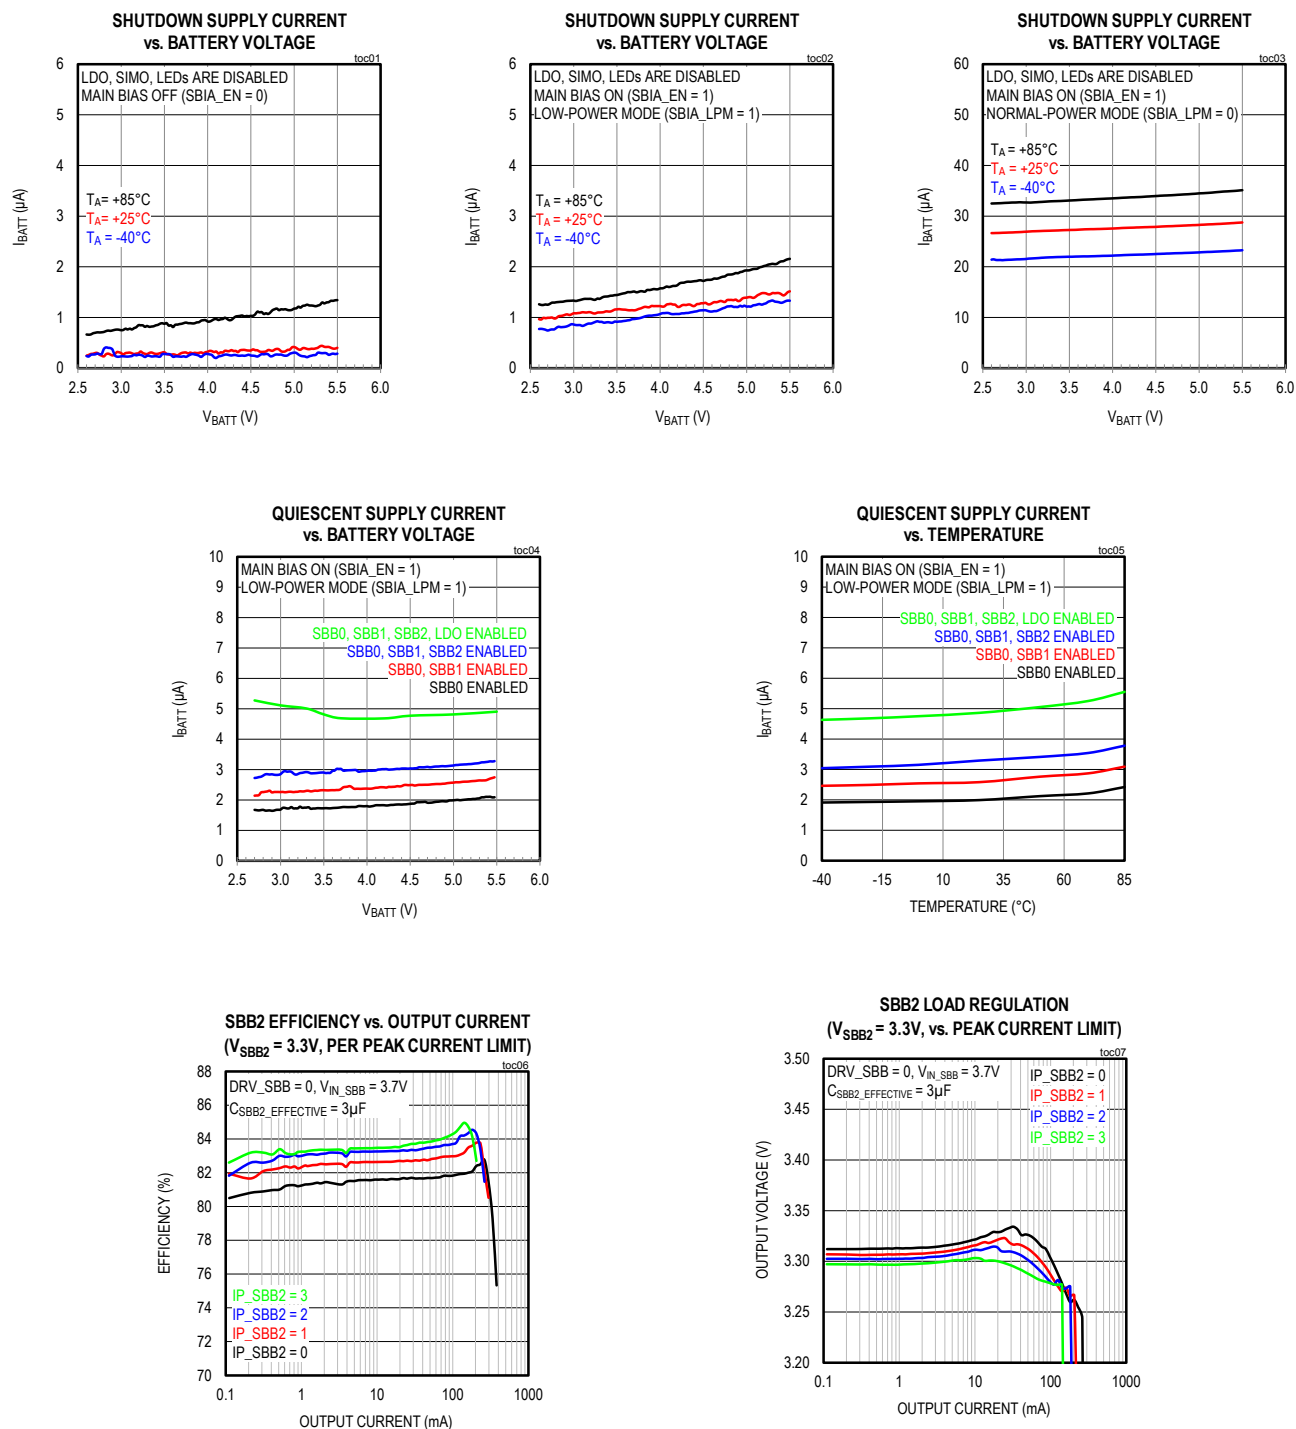 SHUTDOWN SUPPLY CURRENT
vs. BATTERY VOLTAGE
toc01
LDO, SIMO, LEDs ARE DISABLED
MAIN BIAS OFF (SBIA_EN = 0)
TA= +85°C
TA= +25°C
TA = -40°C
6
5
4
3
2
1
0
2.5 3.0 3.5 4.0 4.5 5.0 5.5 6.0
IBATT (µA)
VBATT (V)
SHUTDOWN SUPPLY CURRENT
vs. BATTERY VOLTAGE
toc02
LDO, SIMO, LEDs ARE DISABLED
MAIN BIAS ON (SBIA_EN = 1)
LOW-POWER MODE (SBIA_LPM = 1)
TA = +85°C
TA = +25°C
TA = -40°C
6
5
4
3
2
1
0
2.5 3.0 3.5 4.0 4.5 5.0 5.5 6.0
IBATT (µA)
VBATT (V)
SHUTDOWN SUPPLY CURRENT
vs. BATTERY VOLTAGE
toc03
LDO, SIMO, LEDs ARE DISABLED
MAIN BIAS ON (SBIA_EN = 1)
NORMAL-POWER MODE (SBIA_LPM = 0)
TA = +85°C
TA = +25°C
TA = -40°C
60
50
40
30
20
10
0
2.5 3.0 3.5 4.0 4.5 5.0 5.5 6.0
IBATT (µA)
VBATT (V)
QUIESCENT SUPPLY CURRENT
vs. BATTERY VOLTAGE
toc04
MAIN BIAS ON (SBIA_EN = 1)
LOW-POWER MODE (SBIA_LPM = 1)
SBB0, SBB1, SBB2, LDO ENABLED
SBB0, SBB1, SBB2 ENABLED
SBB0, SBB1 ENABLED
SBB0 ENABLED
10
9
8
7
6
5
4
3
2
1
0
2.5 3.0 3.5 4.0 4.5 5.0 5.5 6.0
IBATT (µA)
VBATT (V)
QUIESCENT SUPPLY CURRENT
vs. TEMPERATURE
toc05
MAIN BIAS ON (SBIA_EN = 1)
LOW-POWER MODE (SBIA_LPM = 1)
SBB0, SBB1, SBB2, LDO ENABLED
SBB0, SBB1, SBB2 ENABLED
SBB0, SBB1 ENABLED
SBB0 ENABLED
10
9
8
7
6
5
4
3
2
1
0
-40 -15 10 35 60 85
IBATT (µA)
TEMPERATURE (°C)
SBB2 EFFICIENCY vs. OUTPUT CURRENT
(VSBB2 = 3.3V, PER PEAK CURRENT LIMIT)
toc06
DRV_SBB = 0, VIN_SBB = 3.7V
CSBB2_EFFECTIVE = 3µF
IP_SBB2 = 3
IP_SBB2 = 2
IP_SBB2 = 1
IP_SBB2 = 0
88
86
84
82
80
78
76
74
72
70
0.1 1 10 100 1000
EFFICIENCY (%)
OUTPUT CURRENT (mA)
SBB2 LOAD REGULATION
(VSBB2 = 3.3V, vs. PEAK CURRENT LIMIT)
toc07
DRV_SBB = 0, VIN_SBB = 3.7V
CSBB2_EFFECTIVE = 3µF
IP_SBB2 = 0
IP_SBB2 = 1
IP_SBB2 = 2
IP_SBB2 = 3
3.50
3.45
3.40
3.35
3.30
3.25
3.20
0.1 1 10 100 1000
OUTPUT VOLTAGE (V)
OUTPUT CURRENT (mA)